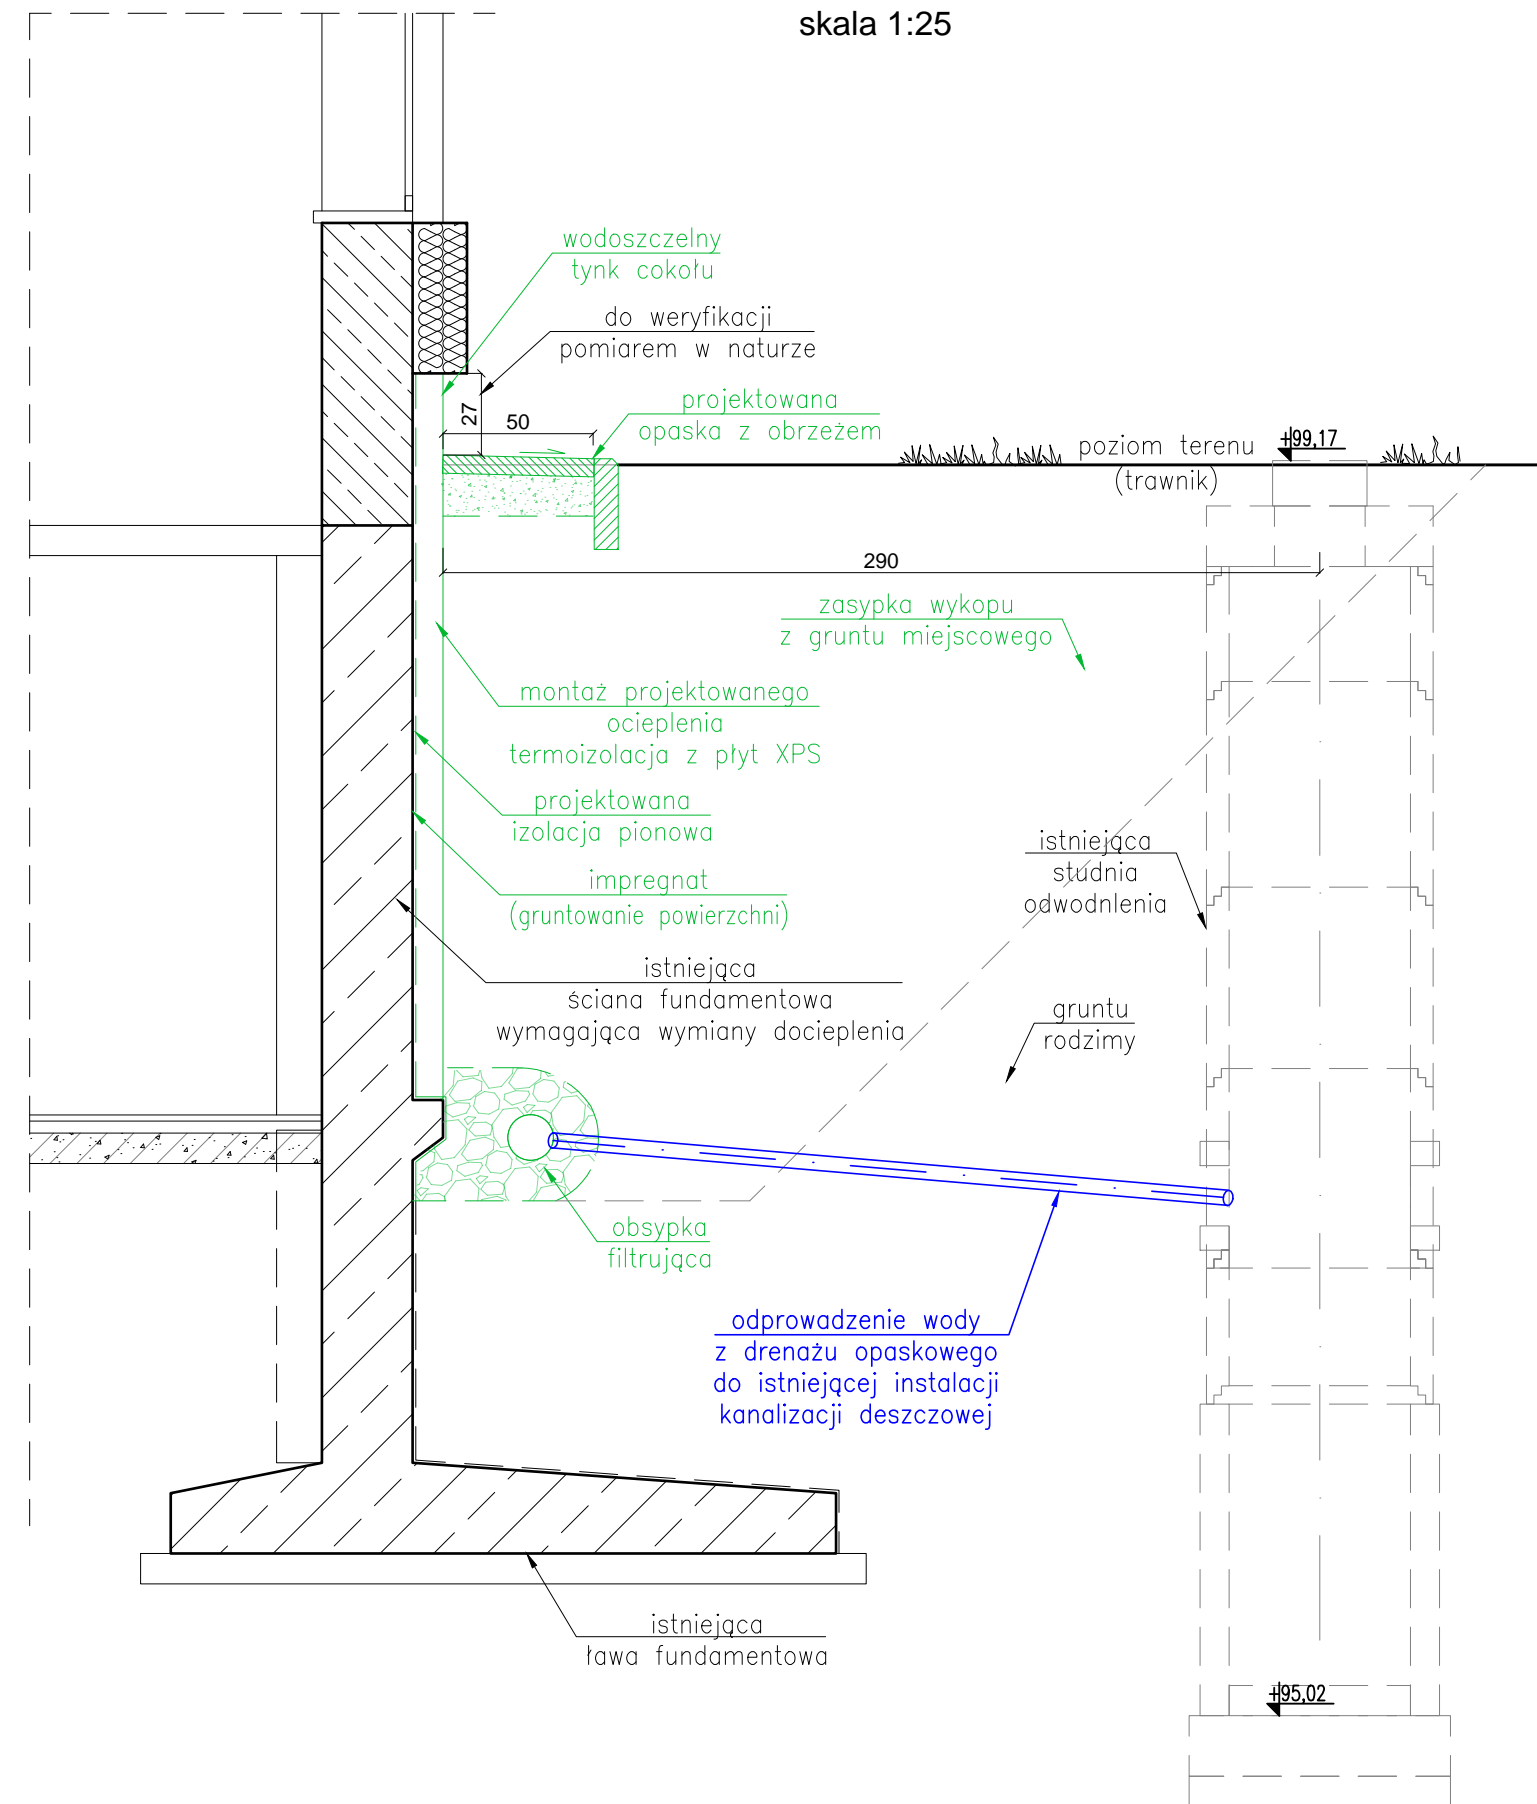 skala 1:25
wodoszczelny
tynk cokołu
do weryfikacji
pomiarem w naturze
27
50
projektowana
opaska z obrzeżem
poziom terenu
(trawnik)
+99,17
290
zasypka wykopu
z gruntu miejscowego
montaż projektowanego
ocieplenia
termoizolacja z płyt XPS
projektowana
izolacja pionowa
istniejąca
studnia
odwodnlenia
impregnat
(gruntowanie powierzchni)
istniejąca
ściana fundamentowa
wymagająca wymiany docieplenia
gruntu
rodzimy
obsypka
filtrująca
odprowadzenie wody
z drenażu opaskowego
do istniejącej instalacji
kanalizacji deszczowej
istniejąca
ława fundamentowa
+95,02